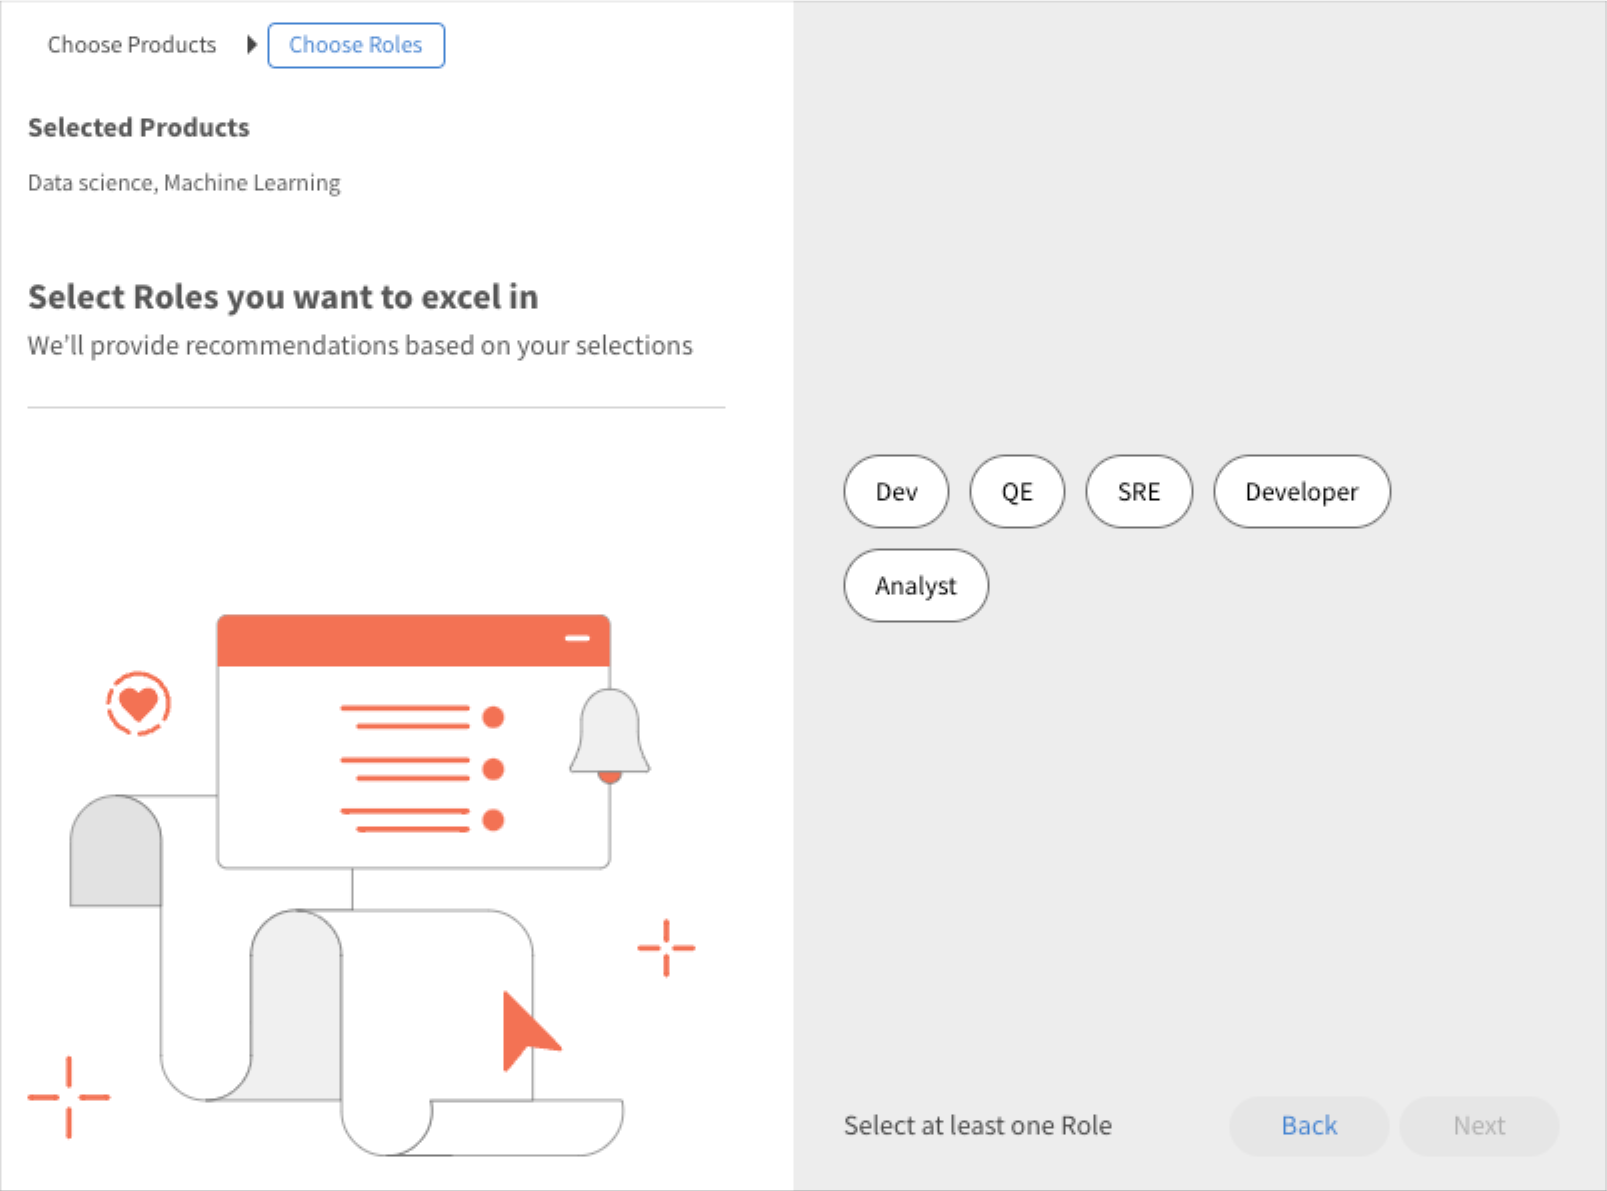 Choose Products Choose Roles
Selected Products
Data science, Machine Learning
Select Roles you want to excel in
We'll provide recommendations based on your selections
Dev QE SRE Developer
Analyst
Select at least one Role Back Next